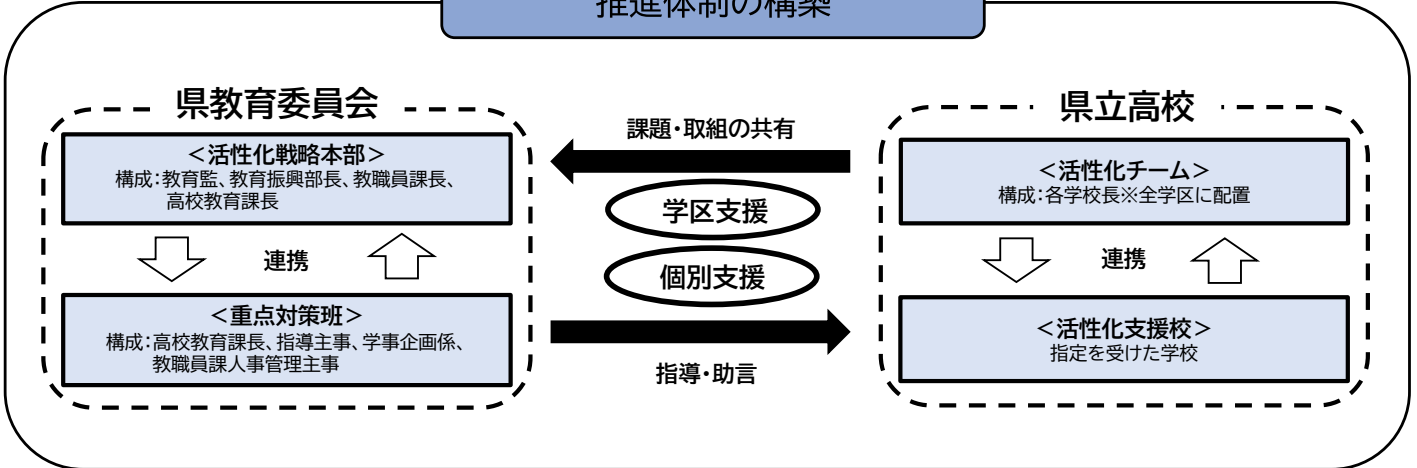 推進体制の構築
県教育委員会
<活性化戦略本部>
構成:教育監、教育振興部長、教職員課長、
高校教育課長
連携
<重点対策班>
構成:高校教育課長、指導主事、学事企画係、
教職員課人事管理主事
課題・取組の共有
学区支援
個別支援
指導・助言
県立高校
<活性化チーム>
構成:各学校長※全学区に配置
連携
<活性化支援校>
指定を受けた学校